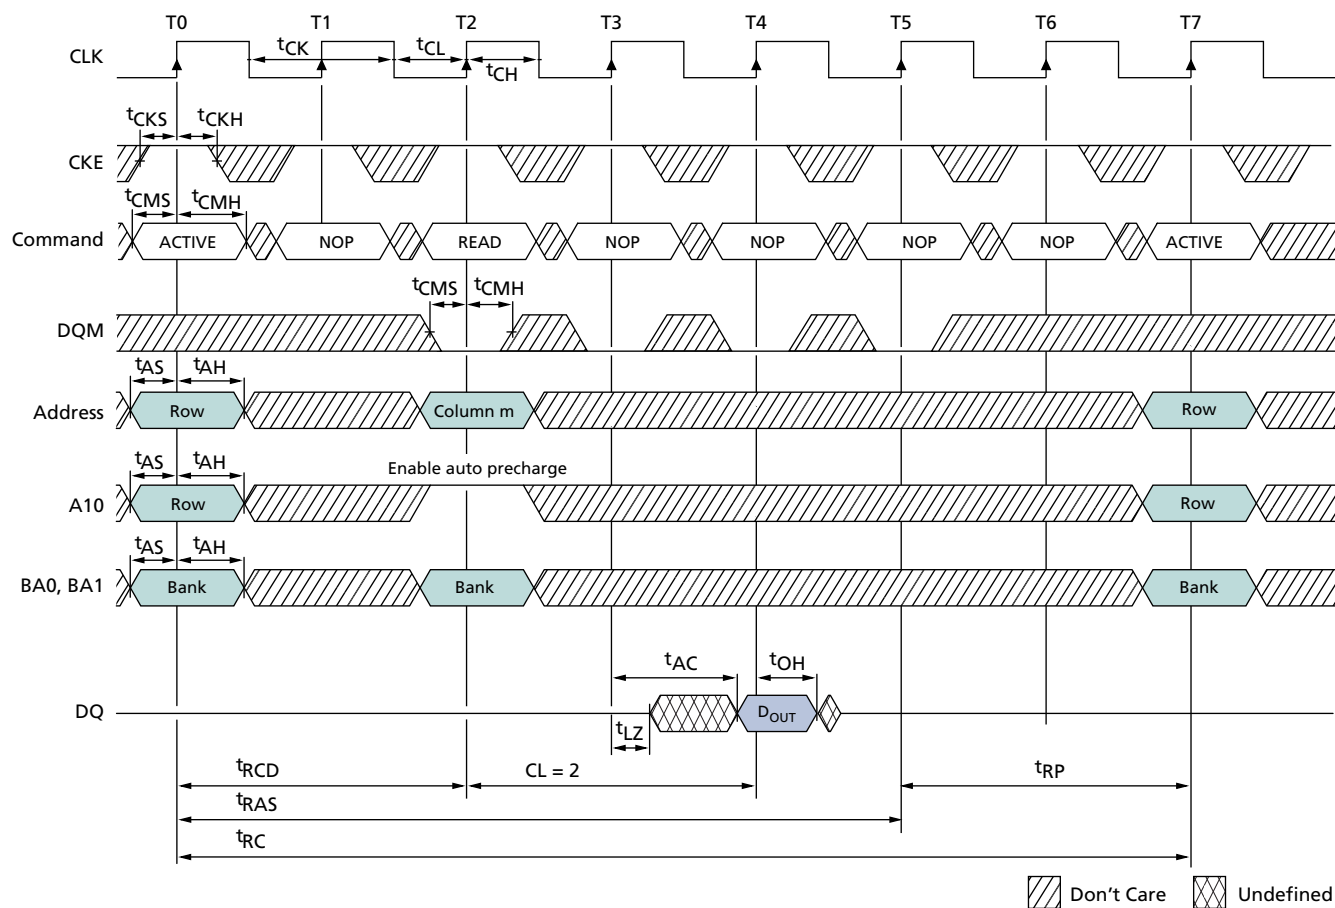 T0 T1 T2 T3 T4 T5 T6 T7
CLK
tCK tCL
tCH
tCKS tCKH
CKE
tCMS tCMH
Command ACTIVE NOP READ NOP NOP NOP NOP ACTIVE
tCMS tCMH
DQM
tAS tAH
Address Row Column m Row
tAS tAH
Enable auto precharge
A10 Row Row
tAS tAH
BA0, BA1 Bank Bank Bank
tAC tOH
DQ DOUT
tLZ
tRCD CL = 2 tRP
tRAS
tRC
Don't Care Undefined